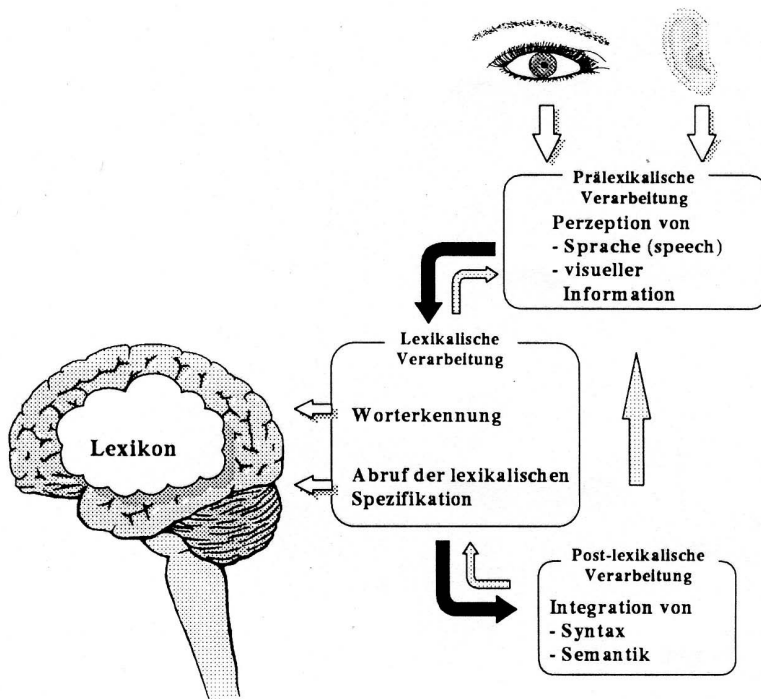 Prälexikalische
Verarbeitung
Perzeption von
- Sprache (speech)
- visueller
Information
Lexikalische
Verarbeitung
Worterkennung
Abruf der lexikalischen
Spezifikation
Lexikon
Post-lexikalische
Verarbeitung
Integration von
- Syntax
- Semantik